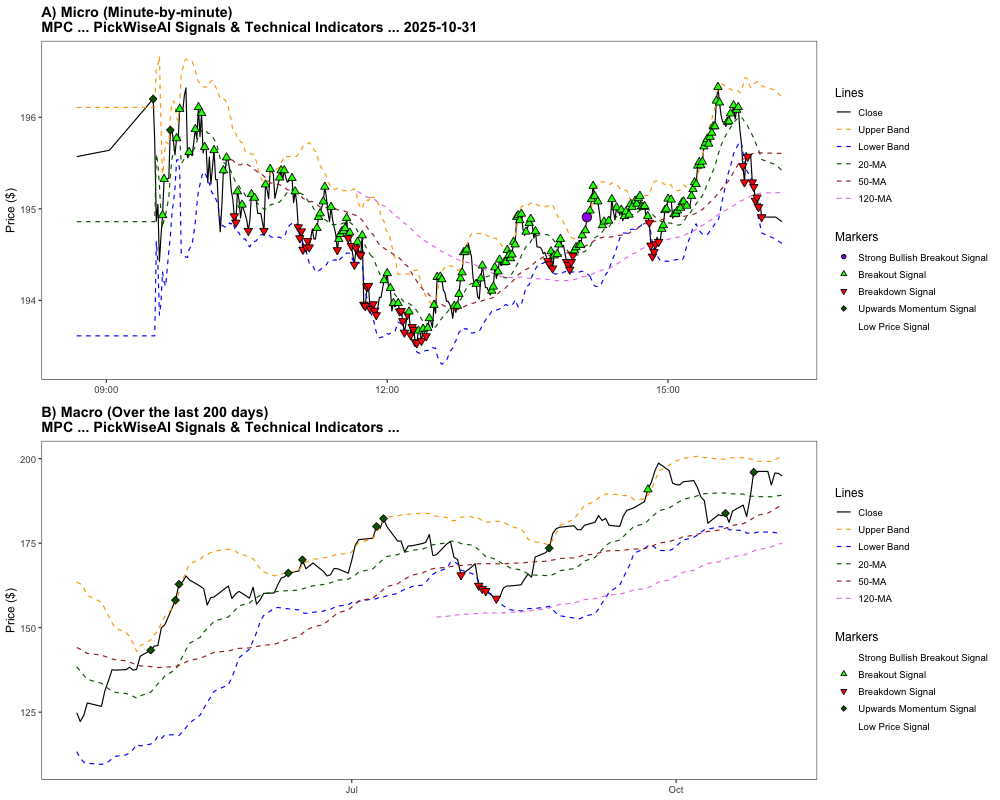 A) Micro (Minute-by-minute)
MPC ... PickWiseAI Signals & Technical Indicators ... 2025-10-31
Price ($)
196
195
194
09:00
12:00
15:00
Lines
Close
Upper Band
Lower Band
20-MA
50-MA
120-MA
Markers
Strong Bullish Breakout Signal
Breakout Signal
Breakdown Signal
Upwards Momentum Signal
Low Price Signal
B) Macro (Over the last 200 days)
MPC ... PickWiseAI Signals & Technical Indicators ...
Price ($)
200
175
150
125
Jul
Oct
Lines
Close
Upper Band
Lower Band
20-MA
50-MA
120-MA
Markers
Strong Bullish Breakout Signal
Breakout Signal
Breakdown Signal
Upwards Momentum Signal
Low Price Signal